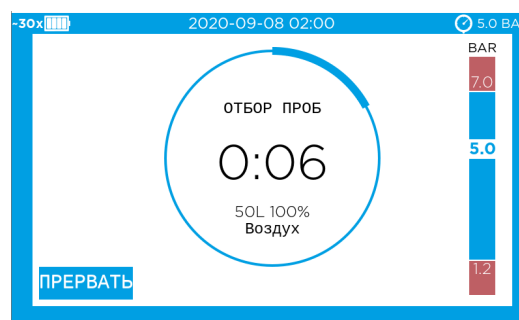 ~30x 2020-09-08 02:00 5.0 BA
BAR
7.0
ОТБОР ПРОБ
0:06
5.0
50L 100%
Воздух
1.2
ПРЕРВАТЬ